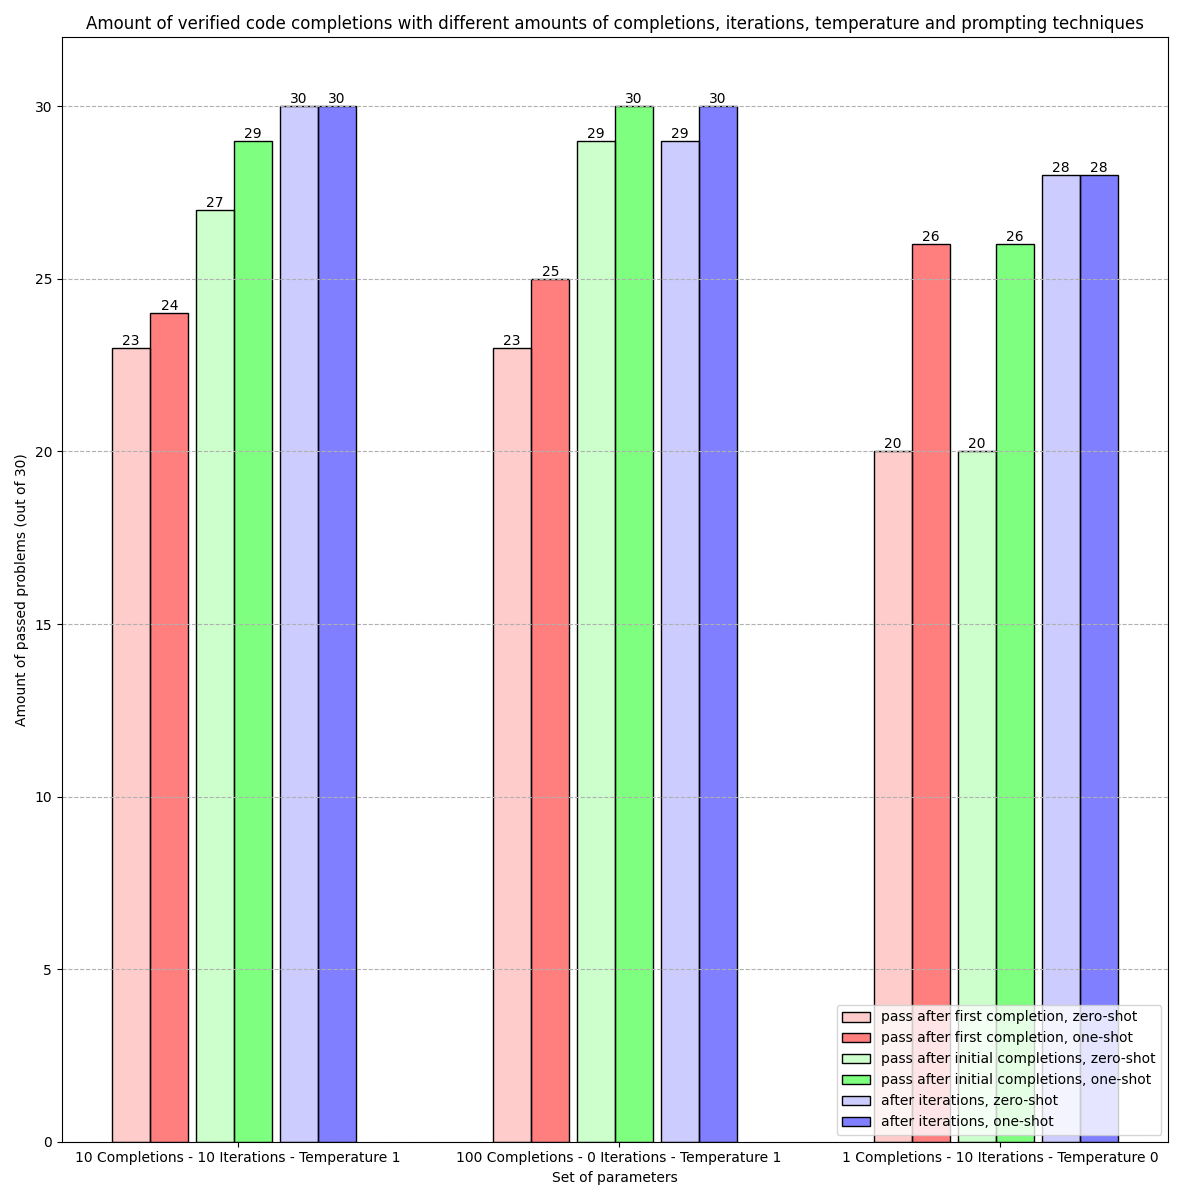 Amount of verified code completions with different amounts of completions, iterations, temperature and prompting techniques
Amount of passed problems (out of 30)
30
25
20
15
10
5
0
23
24
27
29
30
30
23
25
29
30
29
30
20
26
20
26
28
28
pass after first completion, zero-shot
pass after first completion, one-shot
pass after initial completions, zero-shot
pass after initial completions, one-shot
after iterations, zero-shot
after iterations, one-shot
10 Completions - 10 Iterations - Temperature 1
100 Completions - 0 Iterations - Temperature 1
1 Completions - 10 Iterations - Temperature 0
Set of parameters